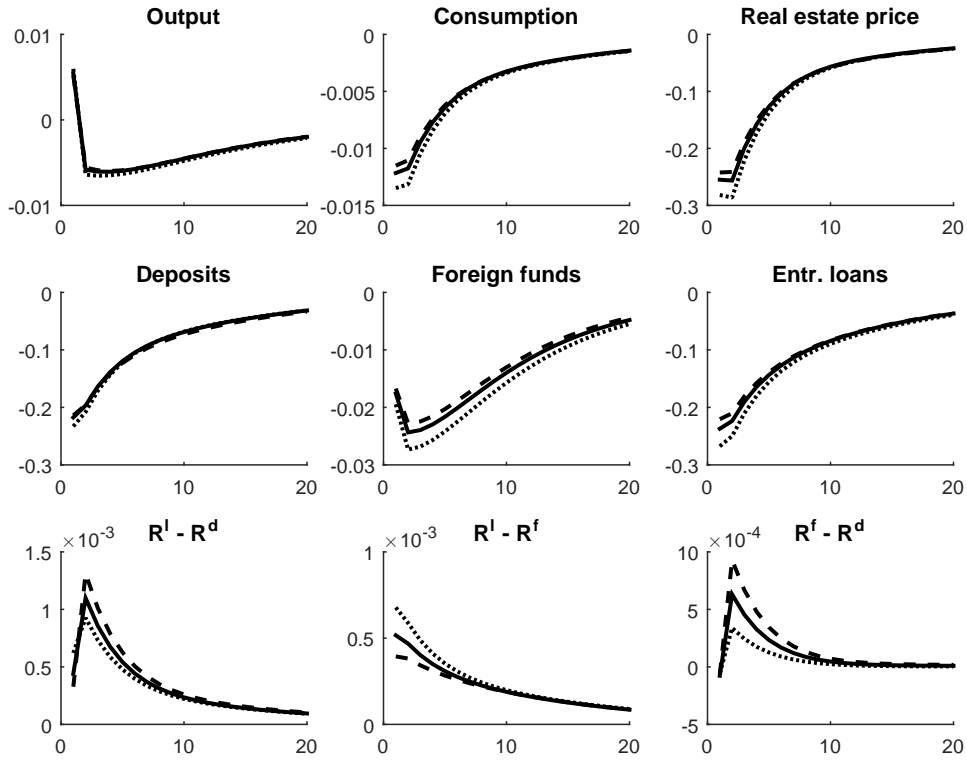 Output
0.01
0
-0.01
0 10 20
Consumption
0
-0.005
-0.01
-0.015
0 10 20
Real estate price
0
-0.1
-0.2
-0.3
0 10 20
Deposits
0
-0.1
-0.2
-0.3
0 10 20
Foreign funds
0
-0.01
-0.02
-0.03
0 10 20
Entr. loans
0
-0.1
-0.2
-0.3
0 10 20
×10⁻³ Rˡ - Rᵈ
1.5
1
0.5
0
0 10 20
×10⁻³ Rˡ - Rᶠ
1
0.5
0
0 10 20
×10⁻⁴ Rᶠ - Rᵈ
10
5
0
-5
0 10 20